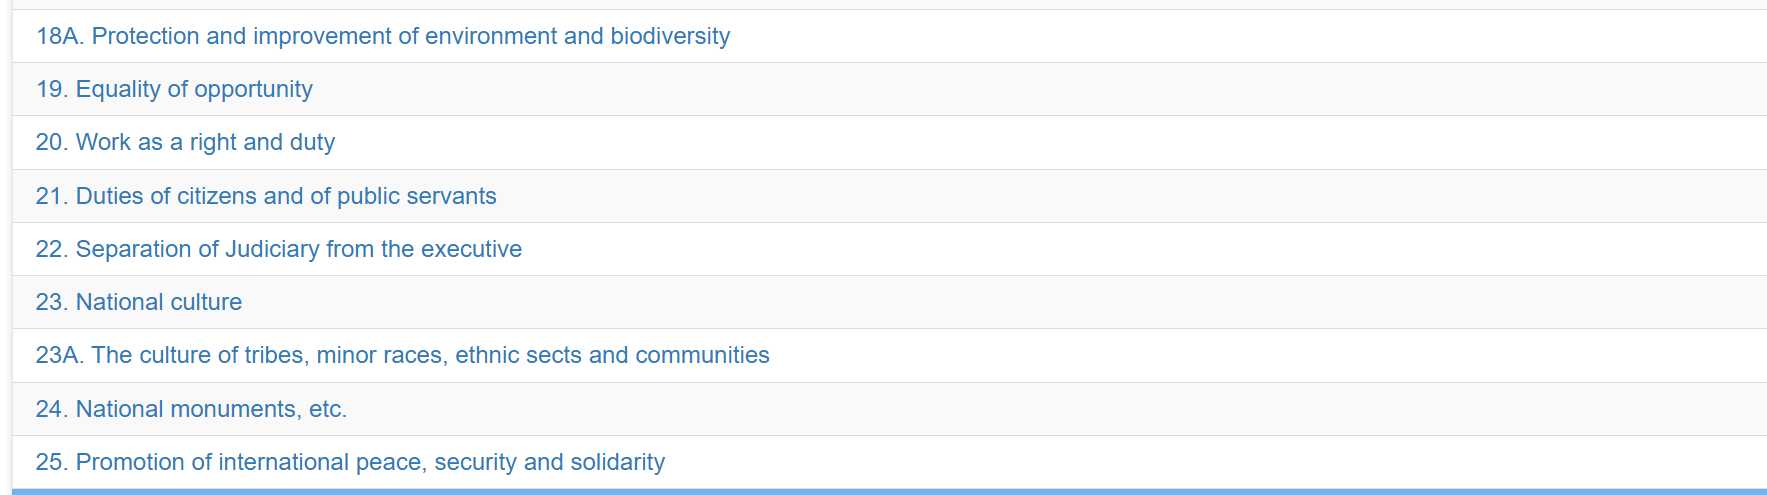 18A. Protection and improvement of environment and biodiversity
19. Equality of opportunity
20. Work as a right and duty
21. Duties of citizens and of public servants
22. Separation of Judiciary from the executive
23. National culture
23A. The culture of tribes, minor races, ethnic sects and communities
24. National monuments, etc.
25. Promotion of international peace, security and solidarity